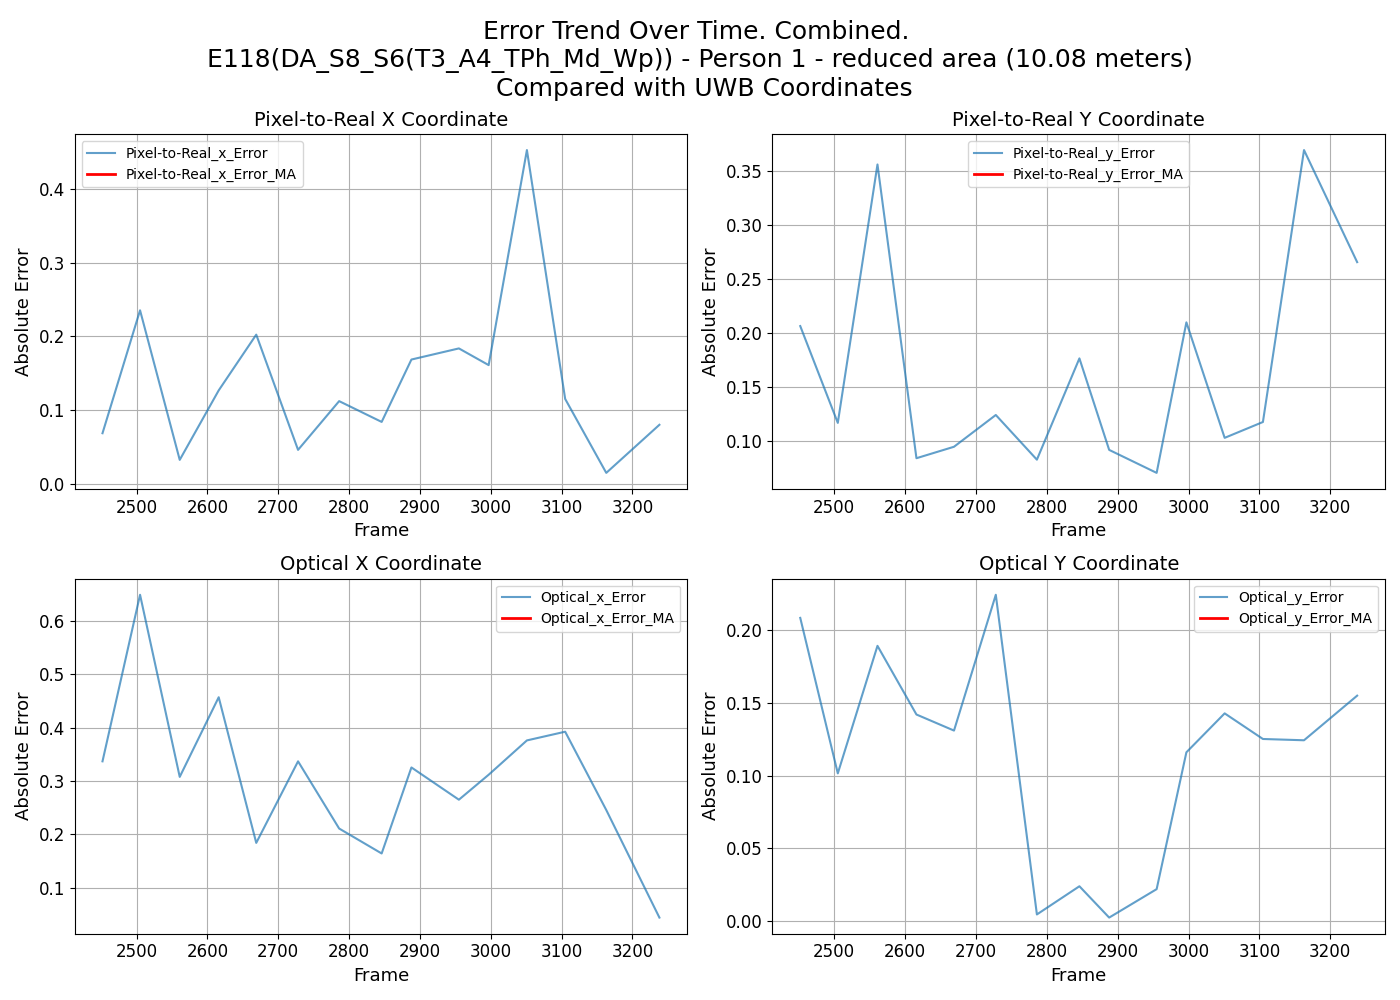 Error Trend Over Time. Combined.
E118(DA_S8_S6(T3_A4_TPh_Md_Wp)) - Person 1 - reduced area (10.08 meters)
Compared with UWB Coordinates
Pixel-to-Real X Coordinate
Pixel-to-Real_x_Error
Pixel-to-Real_x_Error_MA
Absolute Error
0.4
0.3
0.2
0.1
0.0
2500 2600 2700 2800 2900 3000 3100 3200
Frame
Pixel-to-Real Y Coordinate
Pixel-to-Real_y_Error
Pixel-to-Real_y_Error_MA
Absolute Error
0.35
0.30
0.25
0.20
0.15
0.10
2500 2600 2700 2800 2900 3000 3100 3200
Frame
Optical X Coordinate
Optical_x_Error
Optical_x_Error_MA
Absolute Error
0.6
0.5
0.4
0.3
0.2
0.1
2500 2600 2700 2800 2900 3000 3100 3200
Frame
Optical Y Coordinate
Optical_y_Error
Optical_y_Error_MA
Absolute Error
0.20
0.15
0.10
0.05
0.00
2500 2600 2700 2800 2900 3000 3100 3200
Frame